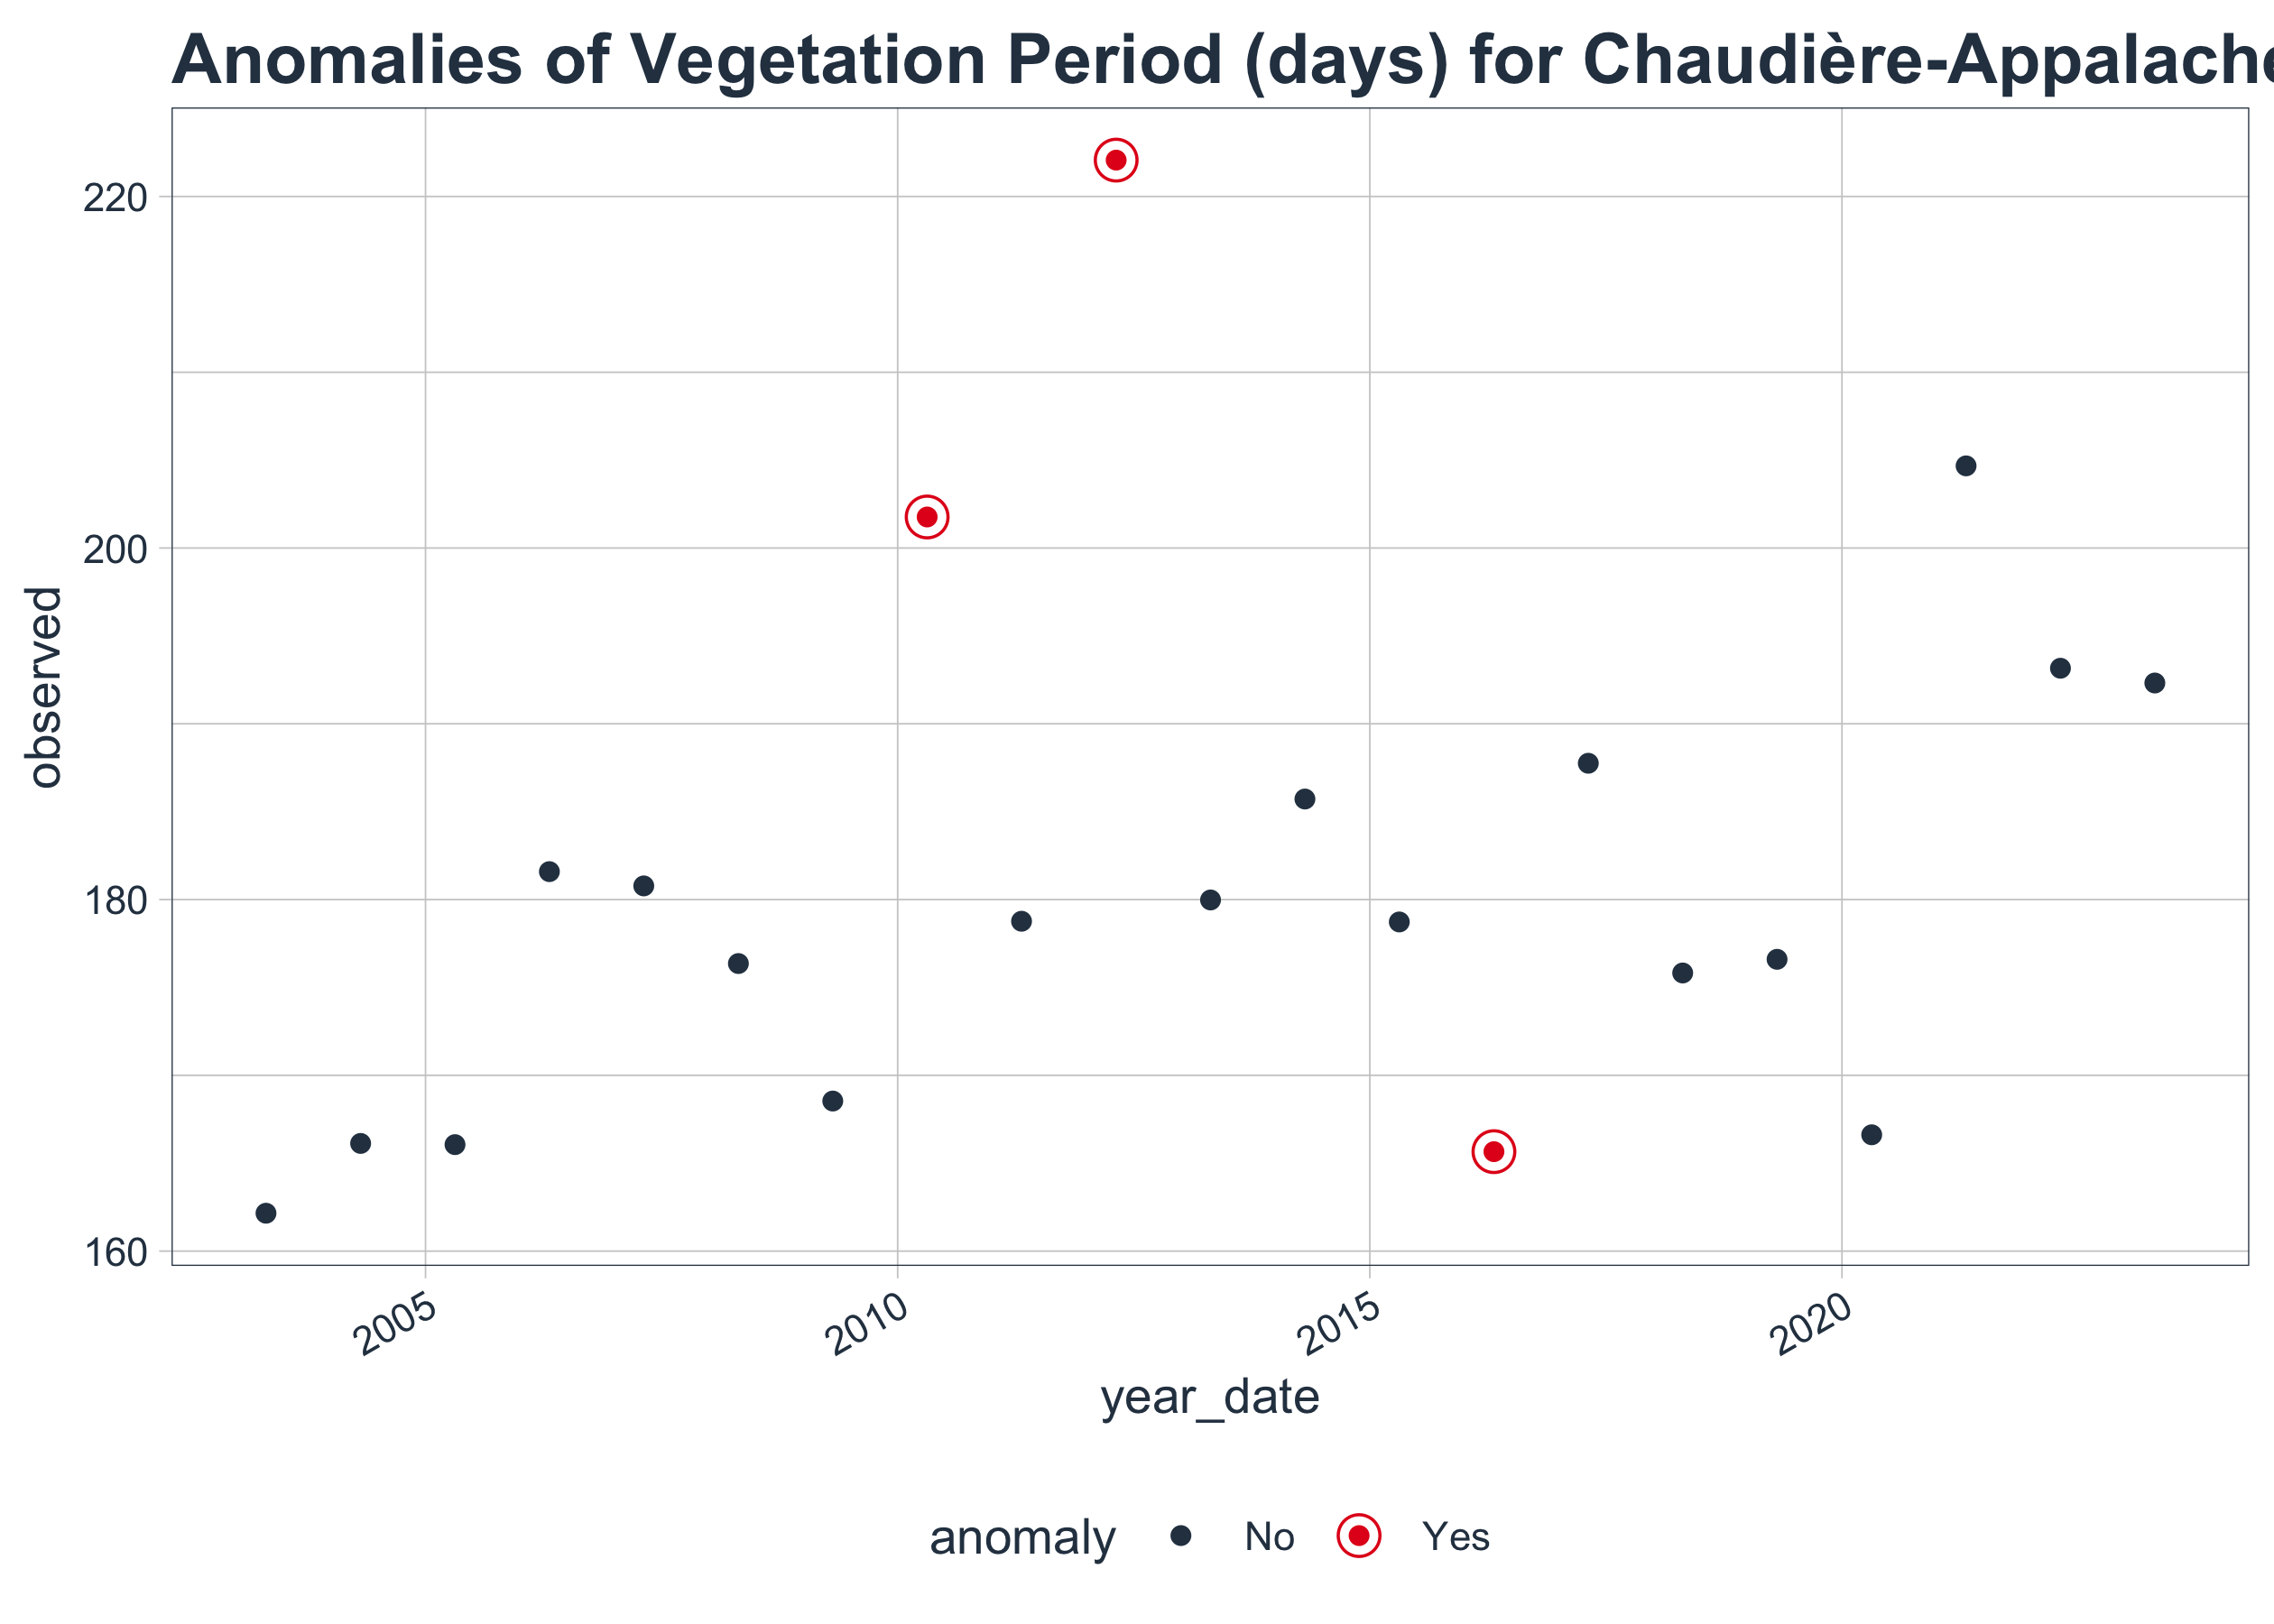 Anomalies of Vegetation Period (days) for Chaudière-Appalache
220
200
180
160
observed
2005 2010 2015 2020
year_date
anomaly No Yes